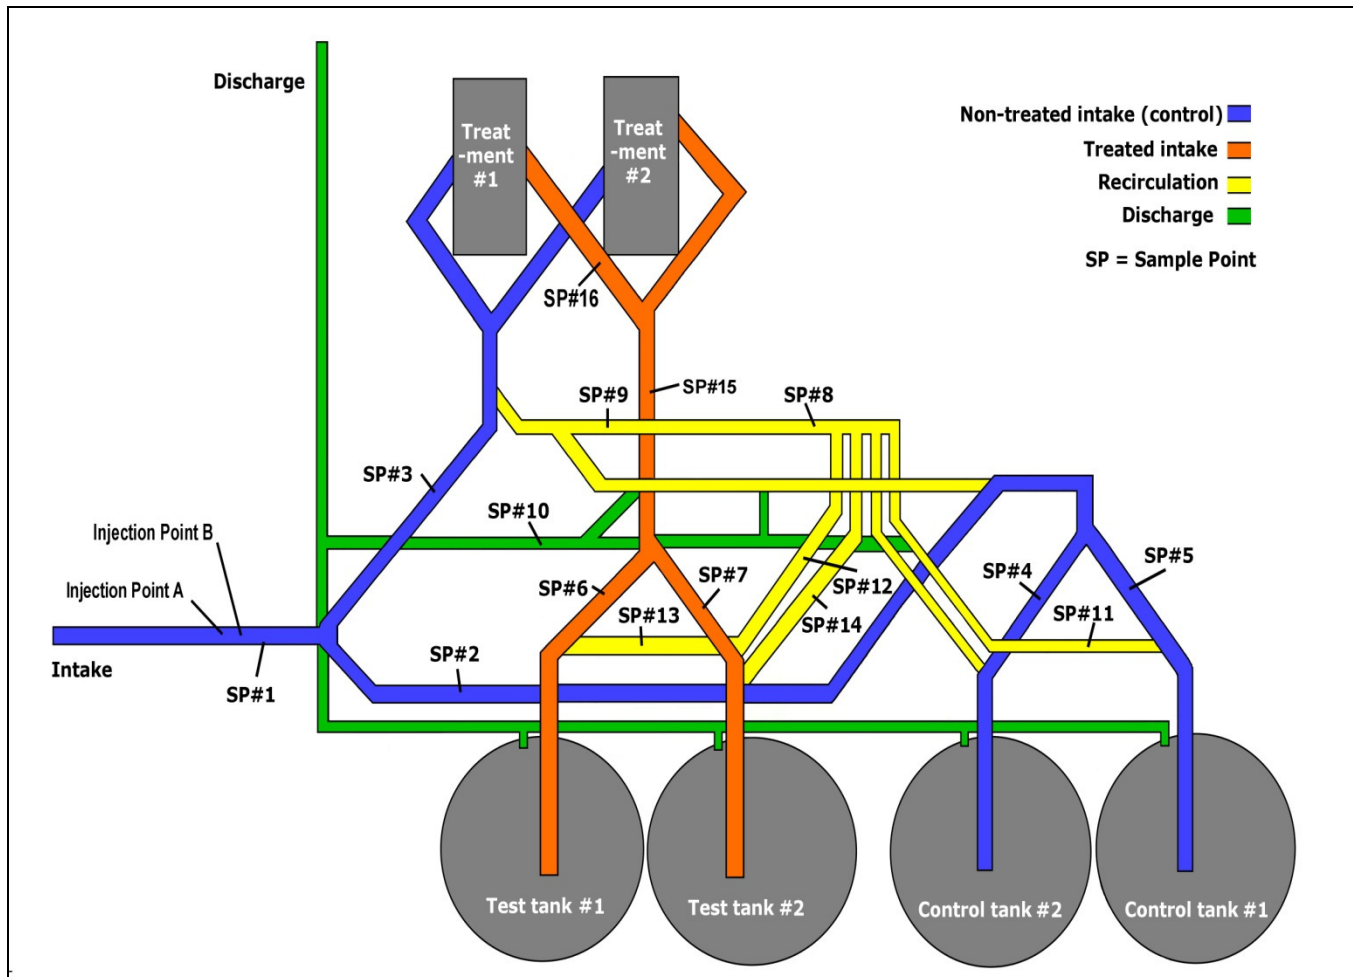 Discharge
Treat
-ment
#1
Treat
-ment
#2
Non-treated intake (control)
Treated intake
Recirculation
Discharge
SP = Sample Point
SP#16
SP#15
SP#9
SP#8
SP#3
SP#10
Injection Point B
Injection Point A
SP#6
SP#7
SP#12
SP#4
SP#5
SP#13
SP#14
SP#11
Intake
SP#1
SP#2
Test tank #1
Test tank #2
Control tank #2
Control tank #1